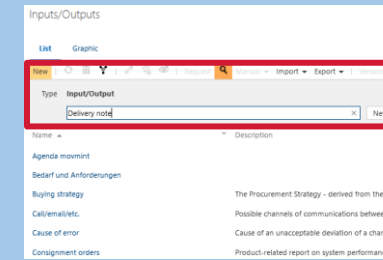 Inputs/Outputs
List Graphic
New Request Manual Import Export Version
Type Input/Output
Delivery note
Name Description
Agenda movmint
Bedarf und Anforderungen
Buying strategy The Procurement Strategy - derived from the
Call/email/etc. Possible channels of communications betwee
Cause of error Cause of an unacceptable deviation of a char
Consignment orders Product-related report on system performan